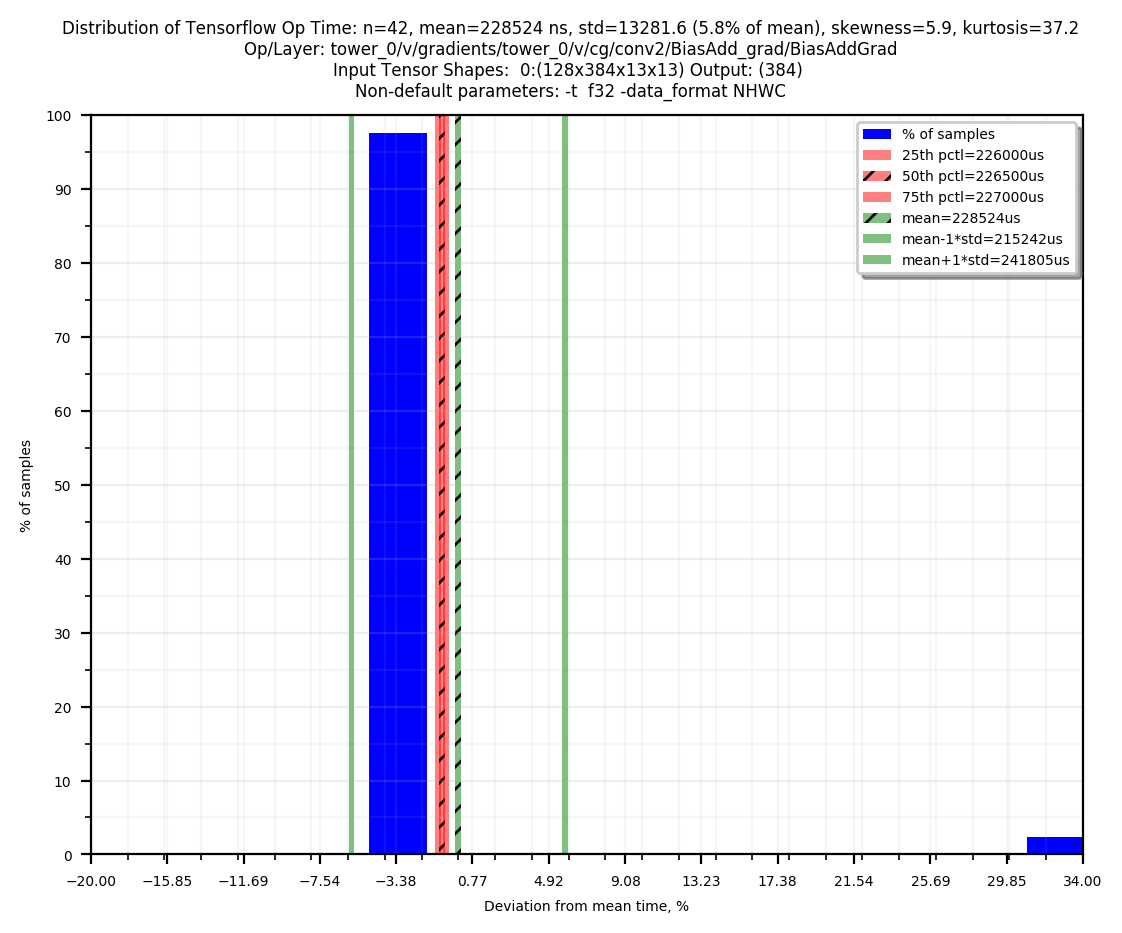 Distribution of Tensorflow Op Time: n=42, mean=228524 ns, std=13281.6 (5.8% of mean), skewness=5.9, kurtosis=37.2
Op/Layer: tower_0/v/gradients/tower_0/v/cg/conv2/BiasAdd_grad/BiasAddGrad
Input Tensor Shapes:  0:(128x384x13x13) Output: (384)
Non-default parameters: -t  f32 -data_format NHWC
% of samples
25th pctl=226000us
50th pctl=226500us
75th pctl=227000us
mean=228524us
mean-1*std=215242us
mean+1*std=241805us
100
90
80
70
60
50
40
30
20
10
0
% of samples
−20.00 −15.85 −11.69 −7.54 −3.38 0.77 4.92 9.08 13.23 17.38 21.54 25.69 29.85 34.00
Deviation from mean time, %